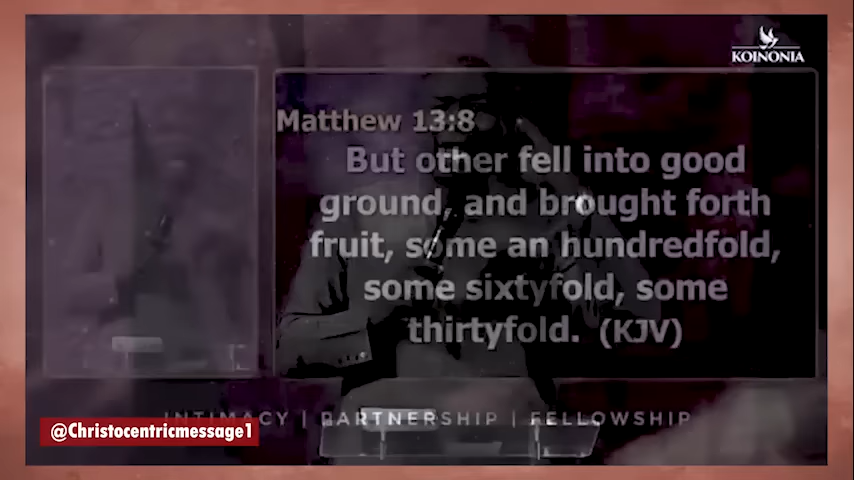 KOINONIA
Matthew 13:8
But other fell into good
ground, and brought forth
fruit, some an hundredfold,
some sixtyfold, some
thirtyfold. (KJV)
INTIMACY | PARTNERSHIP | FELLOWSHIP
@Christocentricmessage1